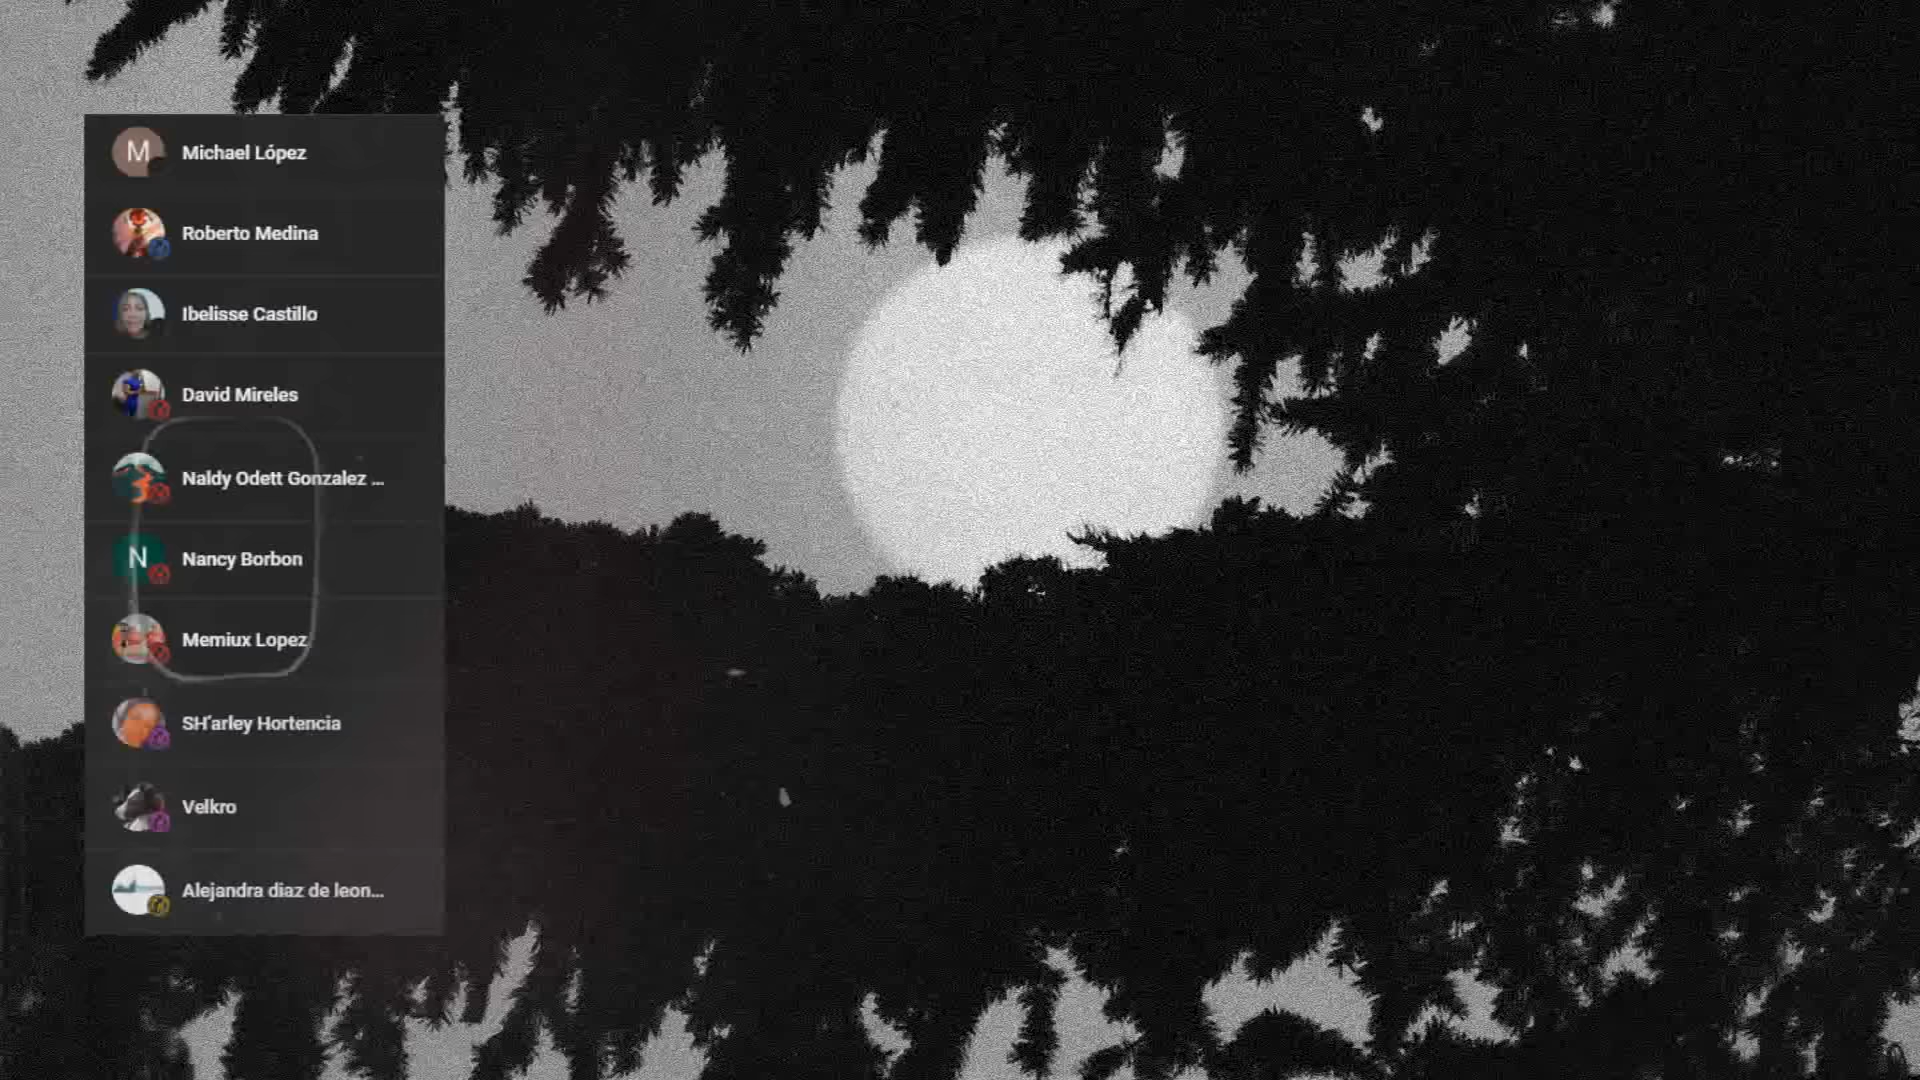 M Michael López
Roberto Medina
Ibelisse Castillo
David Mireles
Naldy Odett Gonzalez ...
N Nancy Borbon
Memiux Lopez
SH'arley Hortencia
Velkro
Alejandra diaz de leon...